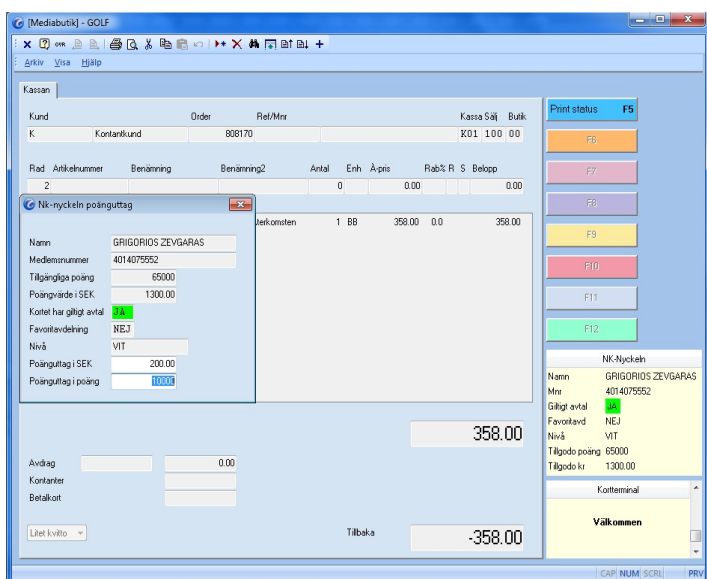 [Mediabutik] - GOLF
OVR
Arkiv Visa Hjälp
Kassan
Kund Order Ref/Mnr Kassa Sälj Butik
K Kontantkund 808170 K01 100 00
Rad Artikelnummer Benämning Benämning2 Antal Enh À-pris Rab% R S Belopp
2 0 0.00 0.00
återkomsten 1 BB 358.00 0.0 358.00
Nk-nyckeln poänguttag
Namn GRIGORIOS ZEVGARAS
Medlemsnummer 4014075552
Tillgängliga poäng 65000
Poängvärde i SEK 1300.00
Kortet har giltigt avtal JA
Favoritavdelning NEJ
Nivå VIT
Poänguttag i SEK 200.00
Poänguttag i poäng 10000
358.00
Avdrag 0.00
Kontanter
Betalkort
Litet kvitto
Tillbaka -358.00
Print status F5
F6
F7
F8
F9
F10
F11
F12
NK-Nyckeln
Namn GRIGORIOS ZEVGARAS
Mnr 4014075552
Giltigt avtal JA
Favoritavd NEJ
Nivå VIT
Tillgodo poäng 65000
Tillgodo kr 1300.00
Kortterminal
Välkommen
CAP NUM SCRL PRV